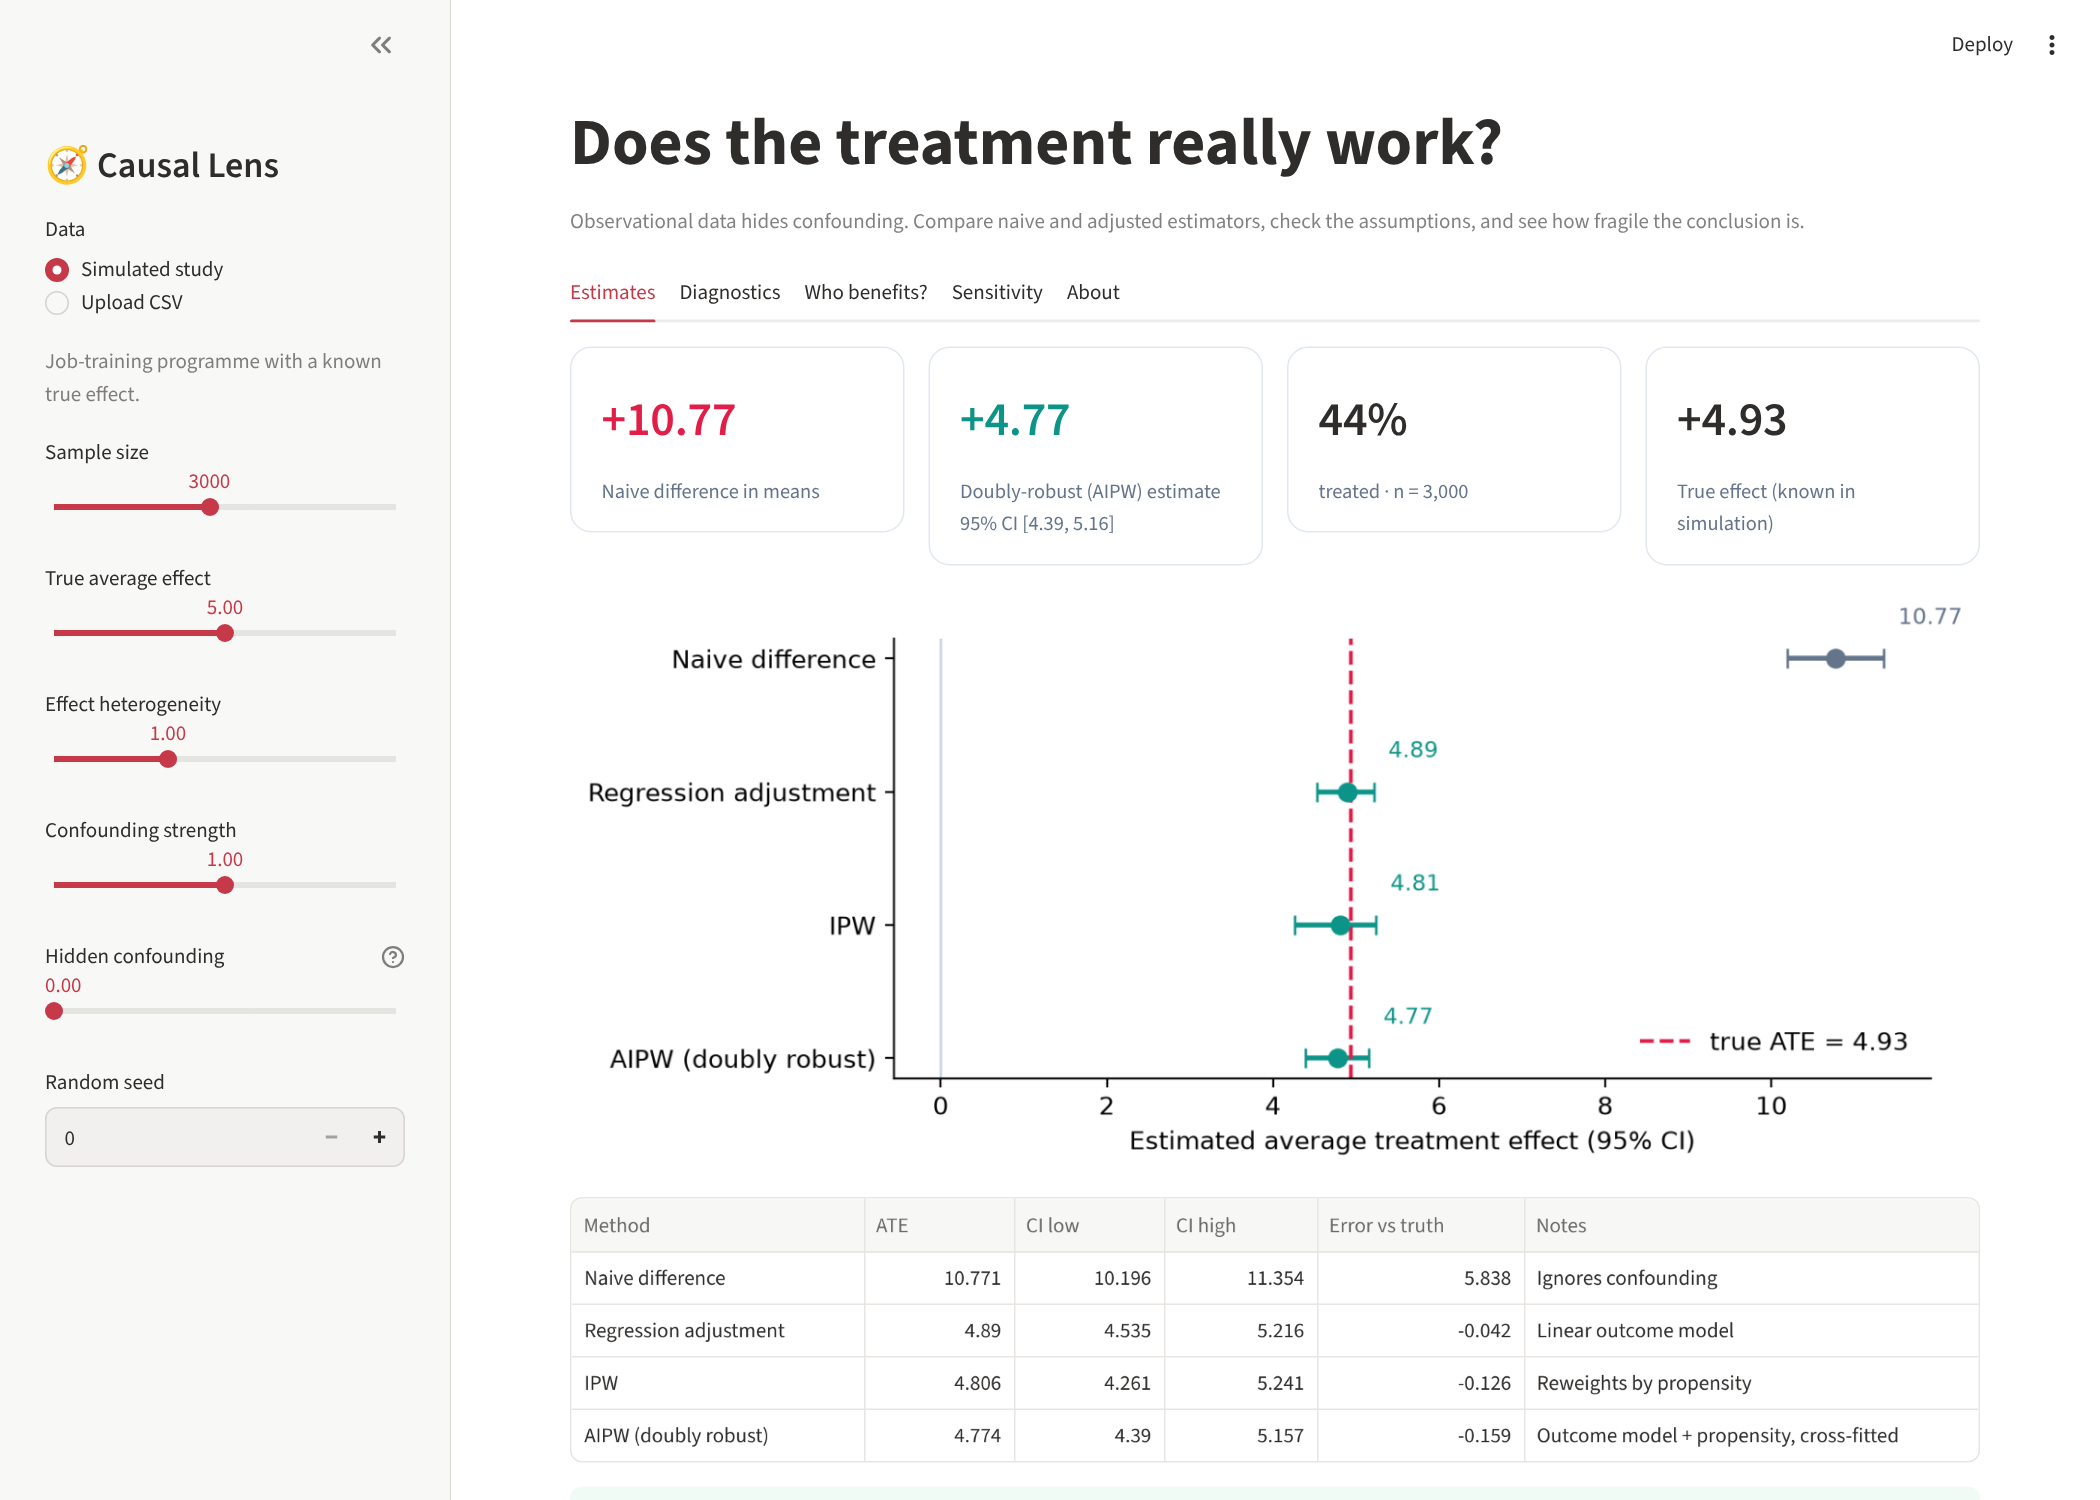 Deploy
Causal Lens
Data
Simulated study
Upload CSV
Job-training programme with a known
true effect.
Sample size
3000
True average effect
5.00
Effect heterogeneity
1.00
Confounding strength
1.00
Hidden confounding
0.00
Random seed
0
Does the treatment really work?
Observational data hides confounding. Compare naive and adjusted estimators, check the assumptions, and see how fragile the conclusion is.
Estimates Diagnostics Who benefits? Sensitivity About
+10.77
Naive difference in means
+4.77
Doubly-robust (AIPW) estimate
95% CI [4.39, 5.16]
44%
treated · n = 3,000
+4.93
True effect (known in
simulation)
10.77
Naive difference
4.89
Regression adjustment
4.81
IPW
4.77
AIPW (doubly robust)
true ATE = 4.93
0 2 4 6 8 10
Estimated average treatment effect (95% CI)
Method ATE CI low CI high Error vs truth Notes
Naive difference 10.771 10.196 11.354 5.838 Ignores confounding
Regression adjustment 4.89 4.535 5.216 -0.042 Linear outcome model
IPW 4.806 4.261 5.241 -0.126 Reweights by propensity
AIPW (doubly robust) 4.774 4.39 5.157 -0.159 Outcome model + propensity, cross-fitted